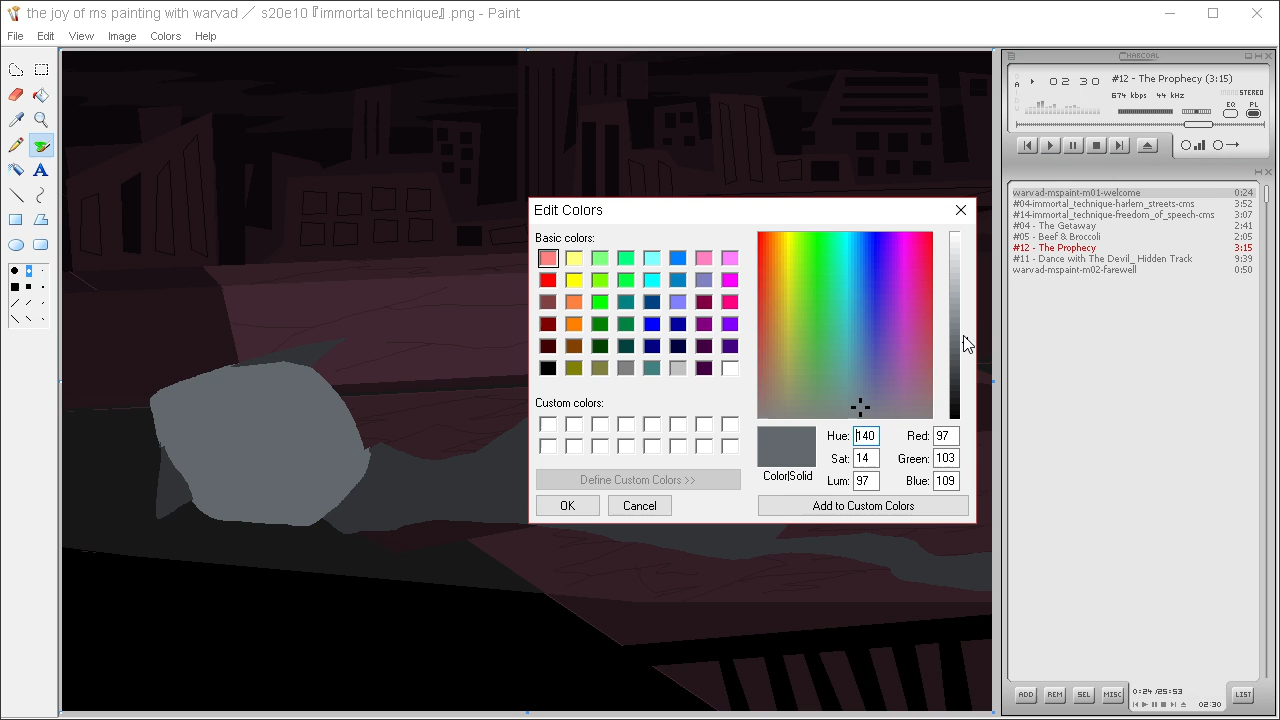 the joy of ms painting with warvad ／ s20e10『immortal technique』.png - Paint
File Edit View Image Colors Help
Edit Colors
Basic colors:
Custom colors:
Define Custom Colors >>
OK Cancel
Color|Solid
Hue: 140 Red: 97
Sat: 14 Green: 103
Lum: 97 Blue: 109
Add to Custom Colors
CHARCOAL
02 30
#12 - The Prophecy (3:15)
674 kbps 44 kHz
STEREO
EQ PL
warvad-mspaint-m01-welcome 0:24
#04-immortal_technique-harlem_streets-cms 3:52
#14-immortal_technique-freedom_of_speech-cms 3:07
#04 - The Getaway 2:41
#05 - Beef & Broccoli 2:05
#12 - The Prophecy 3:15
#11 - Dance with The Devil_ Hidden Track 9:39
warvad-mspaint-m02-farewell 1:00
ADD REM SEL MISC
0:24/25:53
02:30
LIST